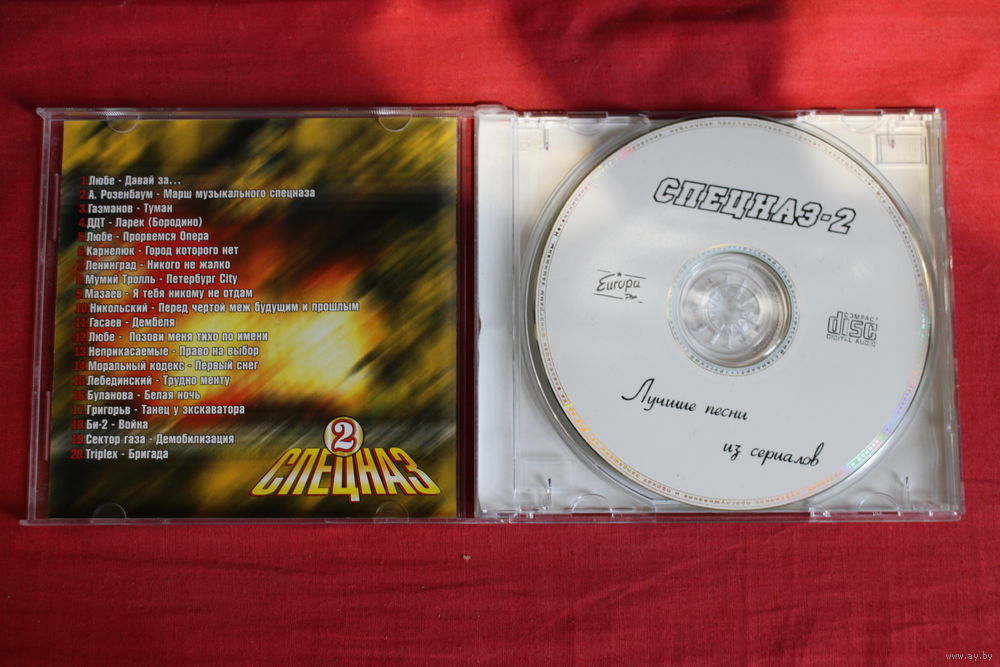 1. Любе - Давай за...
2. А. Розенбаум - Марш музыкального спецназа
3. Газманов - Туман
4. ДДТ - Ларек (Бородино)
5. Любе - Прорвемся Опера
6. Карнелюк - Город которого нет
7. Ленинград - Никого не жалко
8. Мумий Тролль - Петербург City
9. Мазаев - Я тебя никому не отдам
10. Никольский - Перед чертой меж будущим и прошлым
11. Гасаев - Дембеля
12. Любе - Позови меня тихо по имени
13. Неприкасаемые - Право на выбор
14. Моральный кодекс - Первый снег
15. Лебединский - Трудно менту
16. Буланова - Белая ночь
17. Григорьв - Танец у экскаватора
18. Би-2 - Война
19. Сектор газа - Демобилизация
20. Triplex - Бригада
2
СПЕЦНАЗ
СПЕЦНАЗ-2
Europa
COMPACT
disc
DIGITAL AUDIO
Лучшие песни
из сериалов
www.ay.by